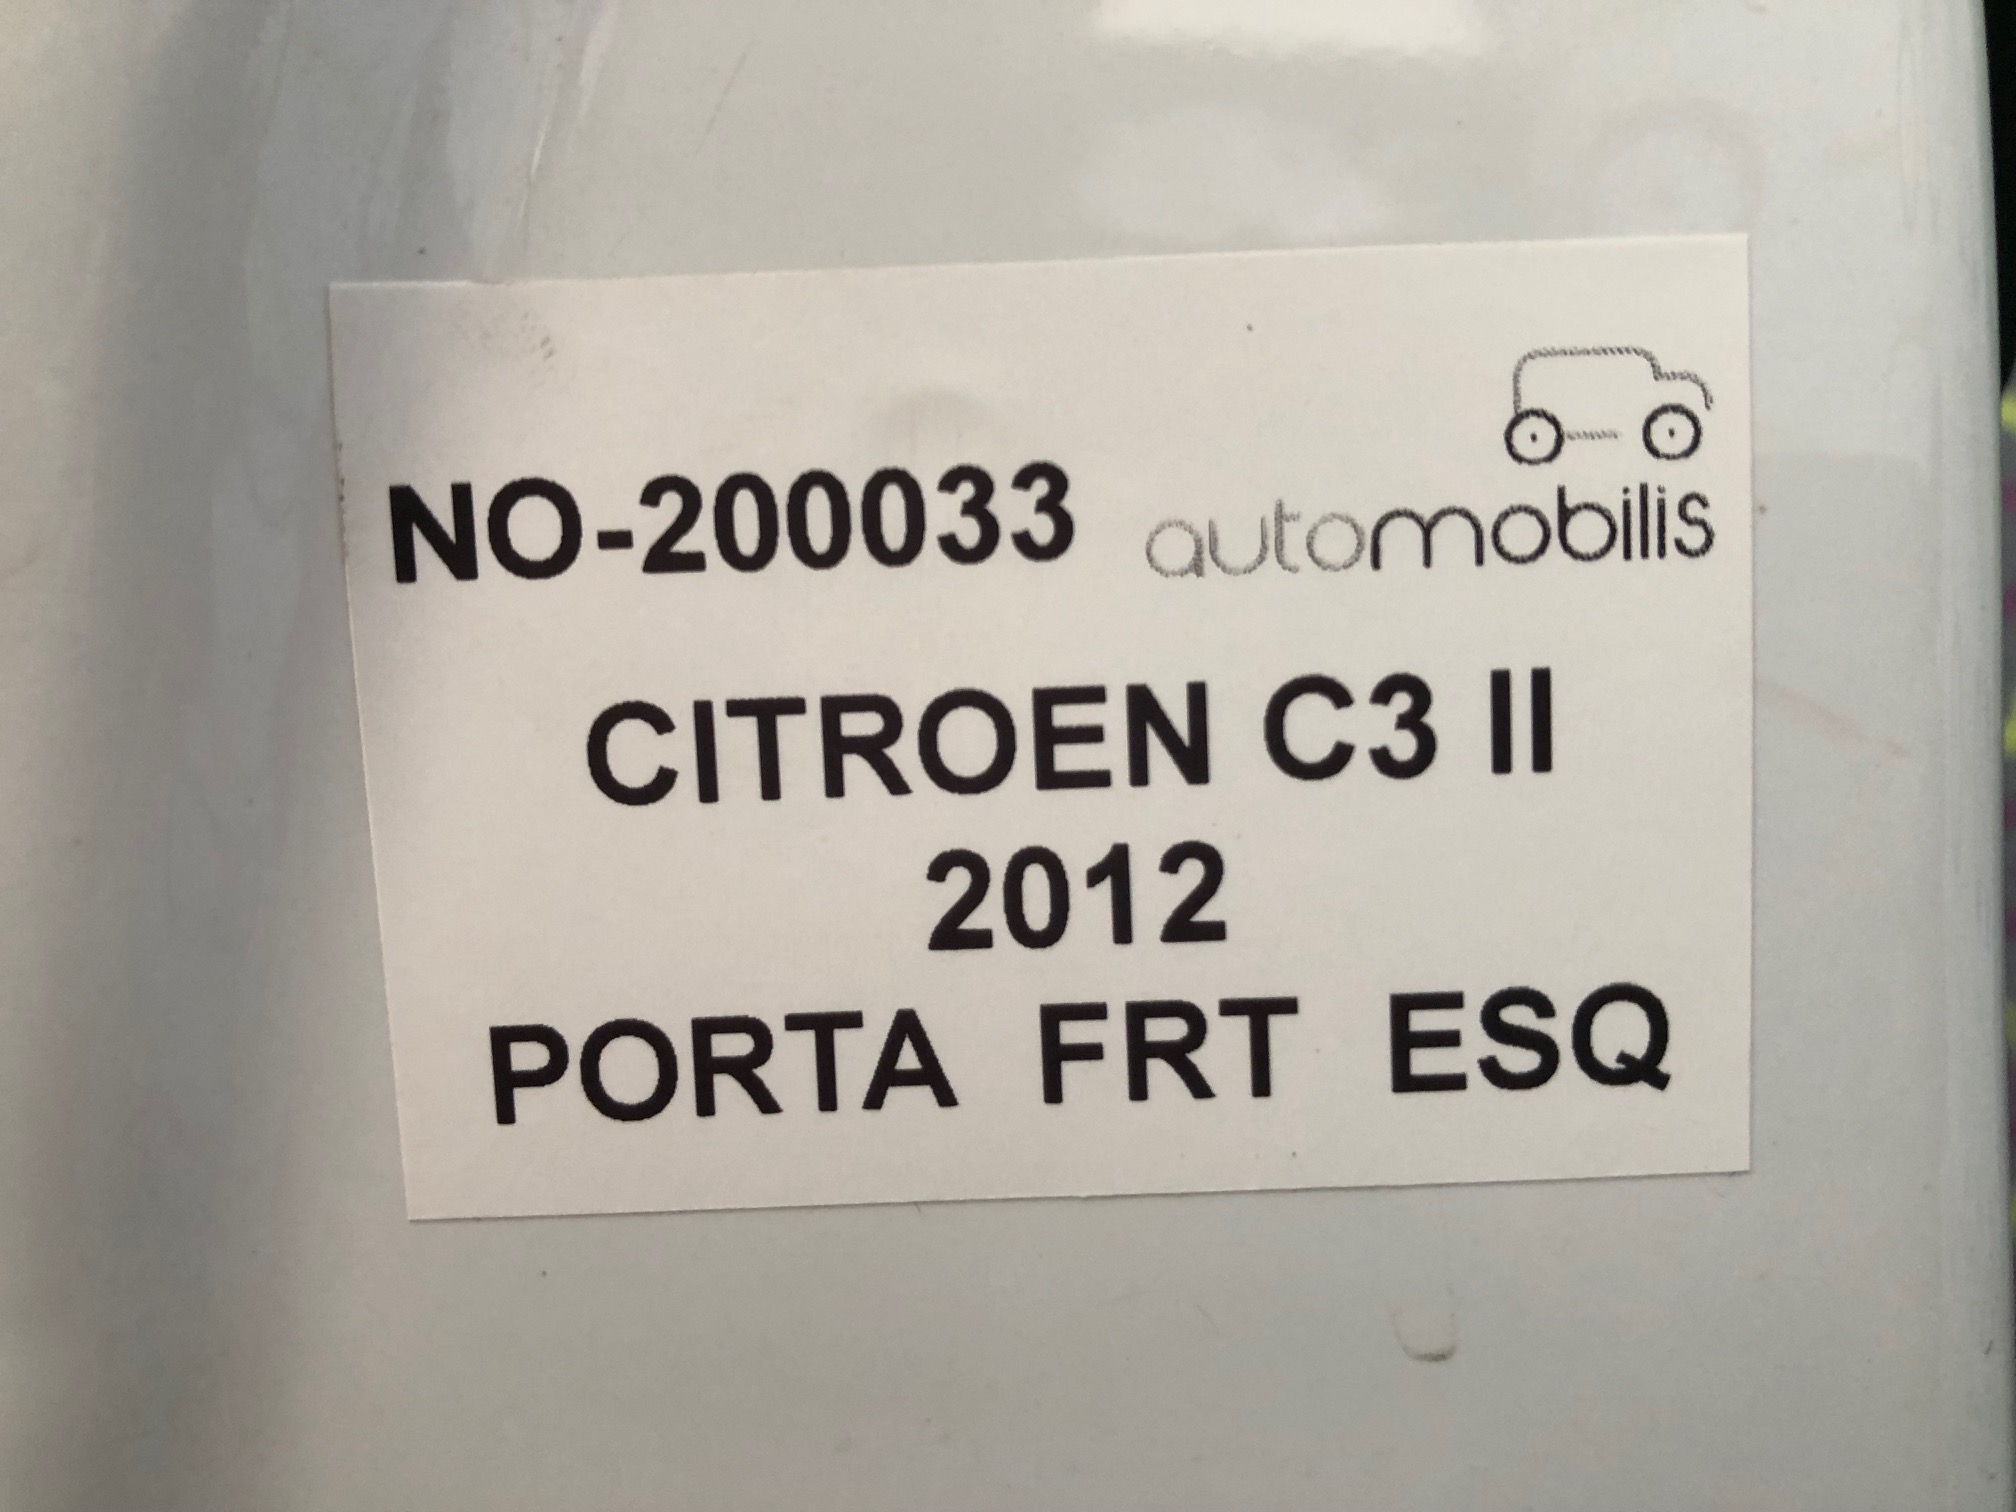 NO-200033 automobilis
CITROEN C3 II
2012
PORTA FRT ESQ